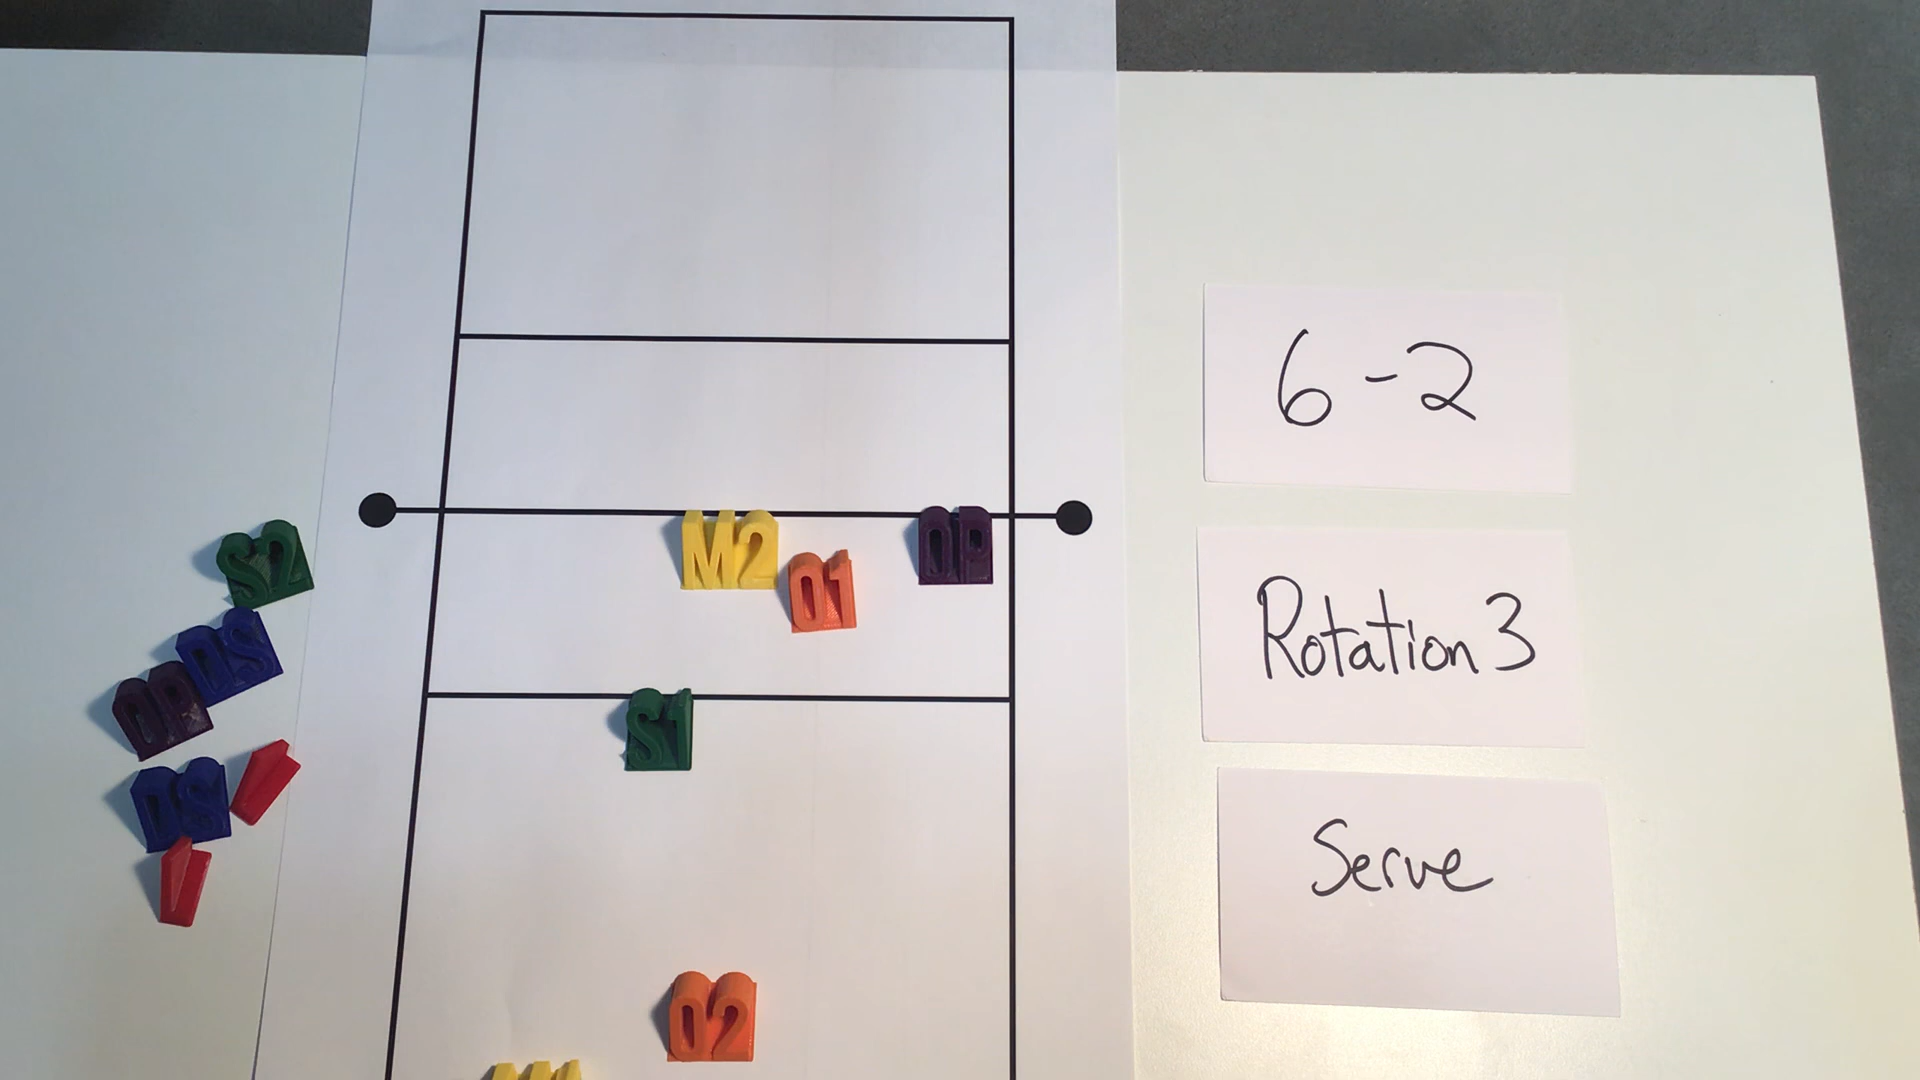 6-2
S2
M2
OP
O1
DS
Rotation 3
OP
S1
DS
Serve
O2